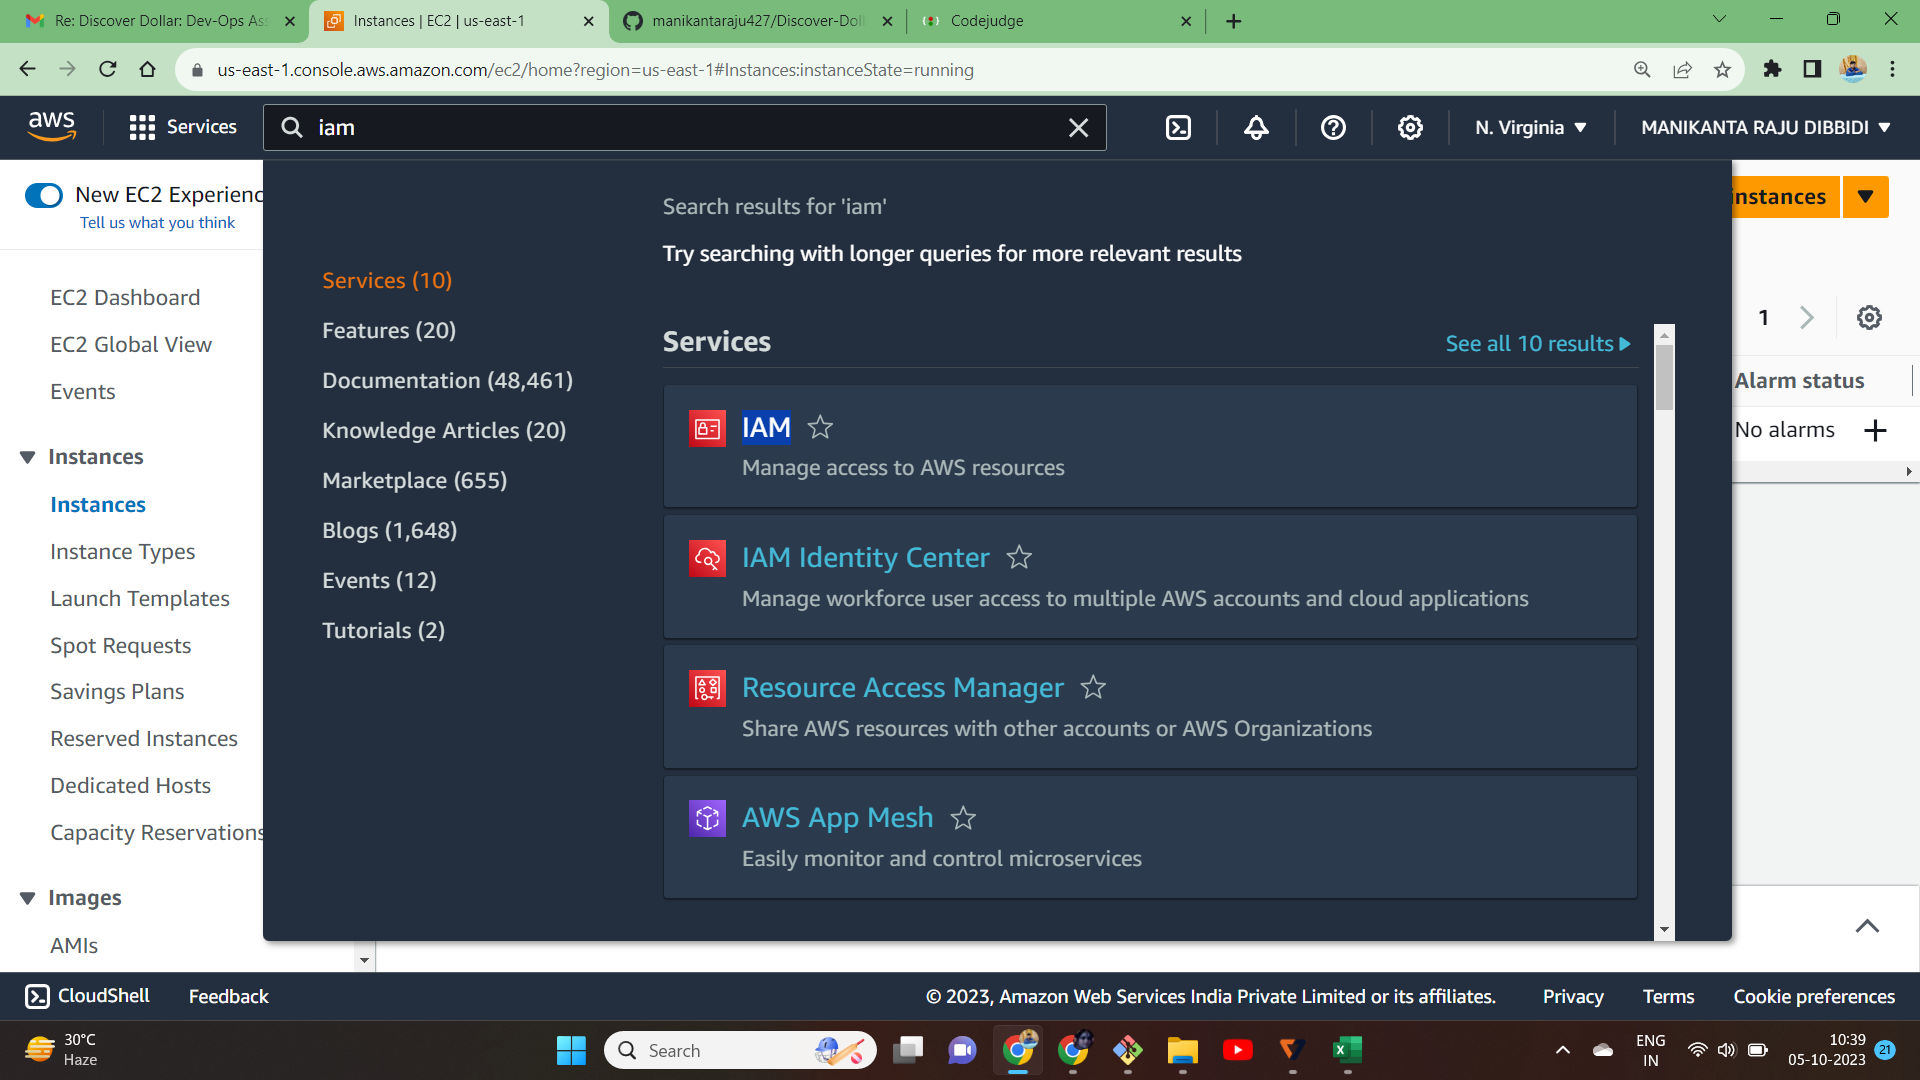 Re: Discover Dollar: Dev-Ops Ass
Instances | EC2 | us-east-1
manikantaraju427/Discover-Doll
Codejudge
us-east-1.console.aws.amazon.com/ec2/home?region=us-east-1#Instances:instanceState=running
aws
Services
iam
N. Virginia
MANIKANTA RAJU DIBBIDI
New EC2 Experienc
Tell us what you think
EC2 Dashboard
EC2 Global View
Events
Instances
Instances
Instance Types
Launch Templates
Spot Requests
Savings Plans
Reserved Instances
Dedicated Hosts
Capacity Reservations
Images
AMIs
Services (10)
Features (20)
Documentation (48,461)
Knowledge Articles (20)
Marketplace (655)
Blogs (1,648)
Events (12)
Tutorials (2)
Search results for 'iam'
Try searching with longer queries for more relevant results
Services
See all 10 results
IAM
Manage access to AWS resources
IAM Identity Center
Manage workforce user access to multiple AWS accounts and cloud applications
Resource Access Manager
Share AWS resources with other accounts or AWS Organizations
AWS App Mesh
Easily monitor and control microservices
instances
1
Alarm status
No alarms
CloudShell
Feedback
© 2023, Amazon Web Services India Private Limited or its affiliates.
Privacy
Terms
Cookie preferences
30°C
Haze
Search
ENG
IN
10:39
05-10-2023
21